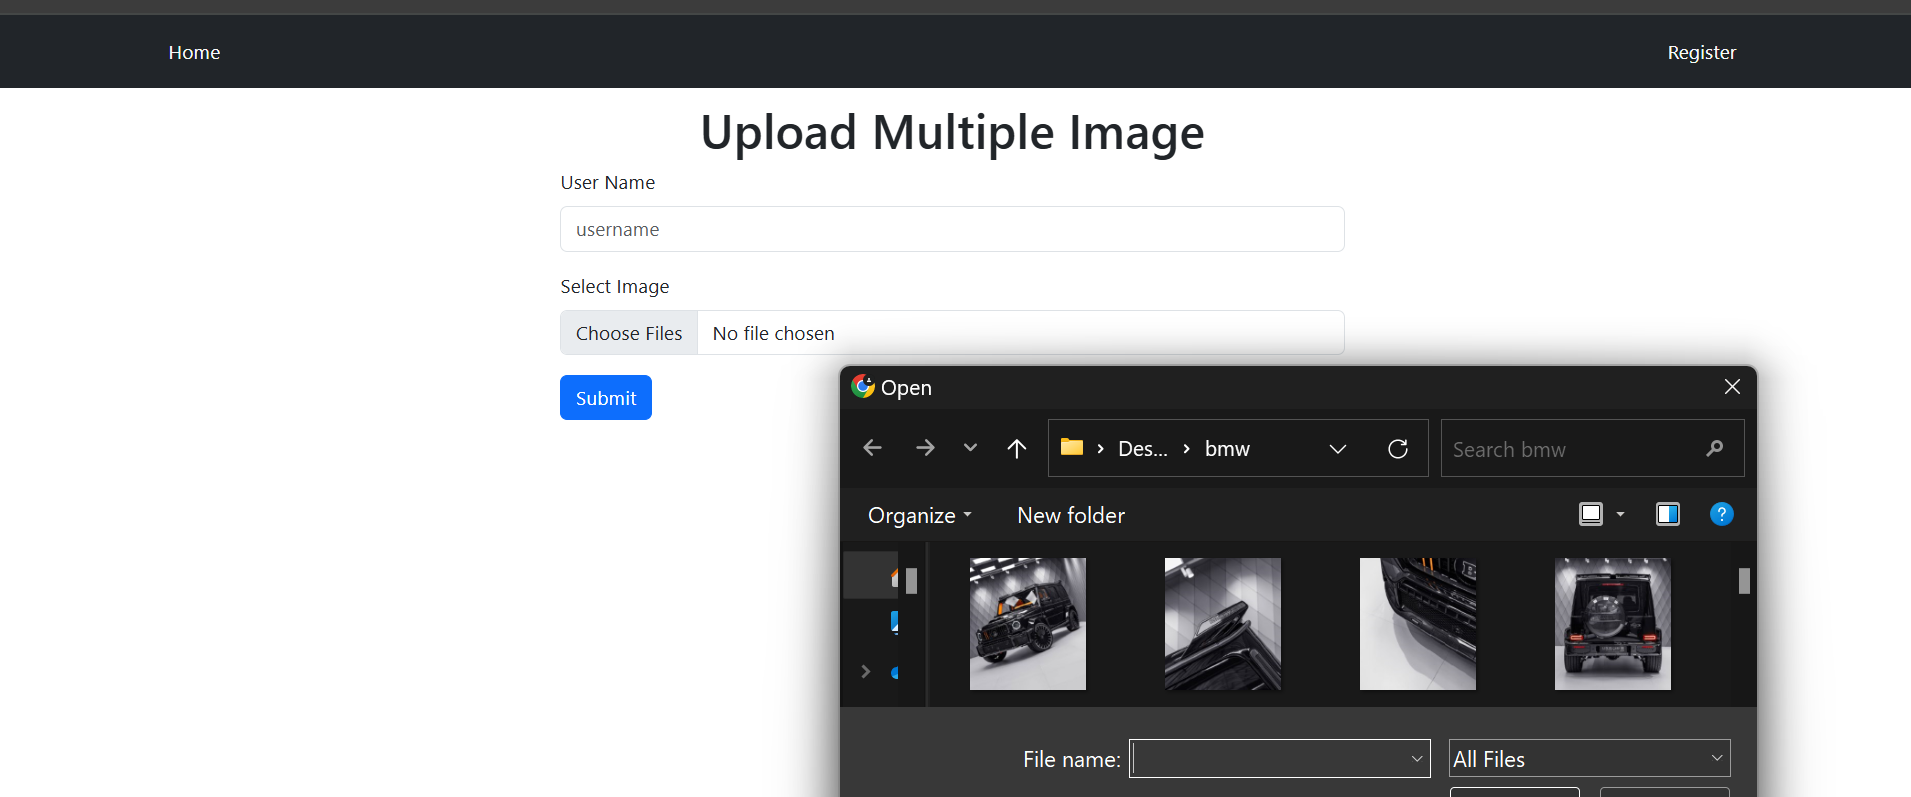 Home
Register
Upload Multiple Image
User Name
username
Select Image
Choose Files
No file chosen
Submit
Open
Des... bmw
Search bmw
Organize
New folder
?
File name:
All Files